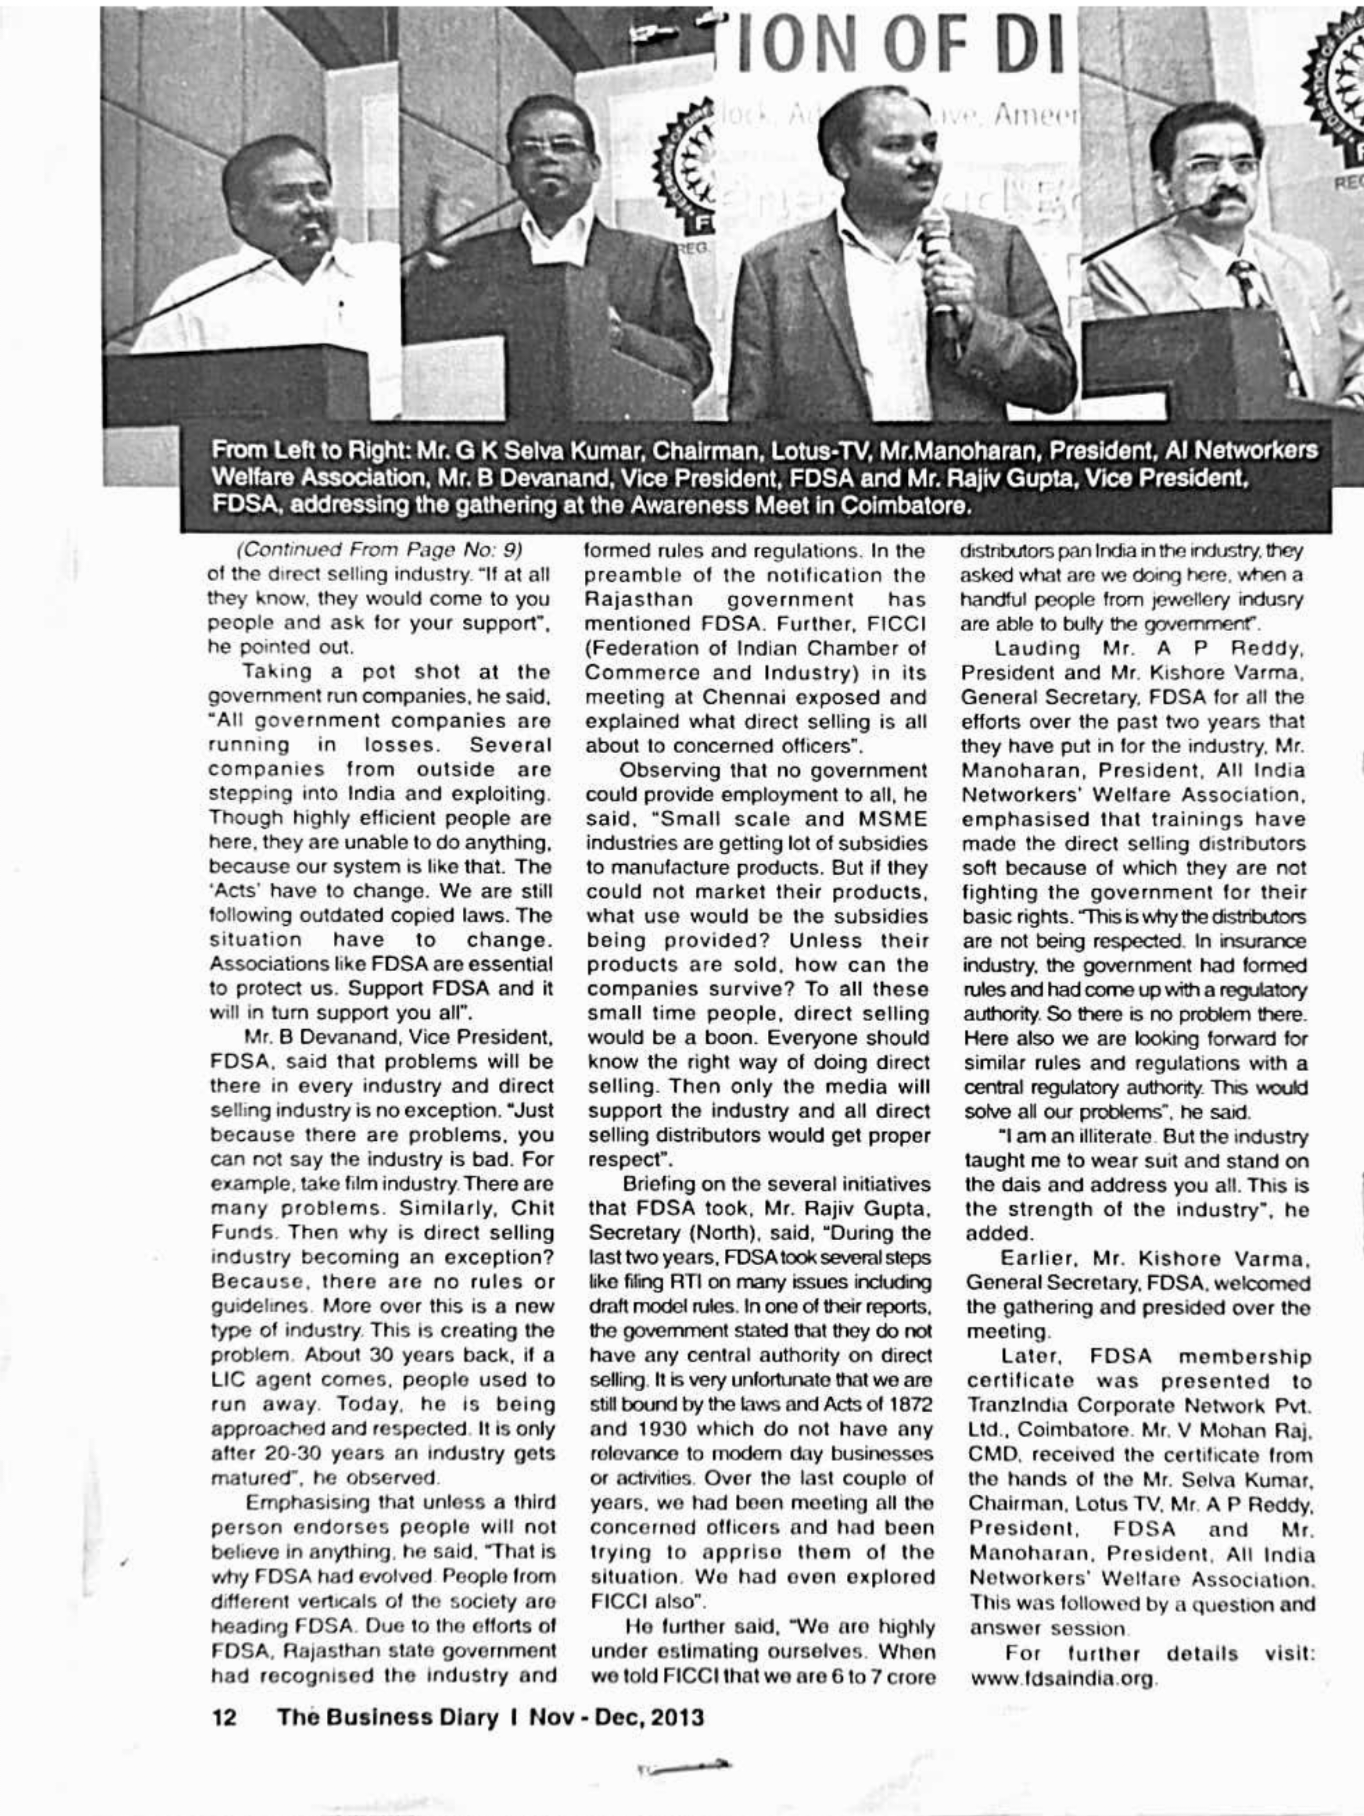 TION OF DI
lock, Ad
ive, Ameer
FEDERATION OF DIRE
F
REG.
FEDERATION OF DIRE
F
REG
From Left to Right: Mr. G K Selva Kumar, Chairman, Lotus-TV, Mr.Manoharan, President, Al Networkers
Welfare Association, Mr. B Devanand, Vice President, FDSA and Mr. Rajiv Gupta, Vice President,
FDSA, addressing the gathering at the Awareness Meet in Coimbatore.
(Continued From Page No: 9)
of the direct selling industry. "If at all
they know, they would come to you
people and ask for your support",
he pointed out.
Taking a pot shot at the
government run companies, he said,
"All government companies are
running in losses. Several
companies from outside are
stepping into India and exploiting.
Though highly efficient people are
here, they are unable to do anything,
because our system is like that. The
'Acts' have to change. We are still
following outdated copied laws. The
situation have to change.
Associations like FDSA are essential
to protect us. Support FDSA and it
will in turn support you all".
Mr. B Devanand, Vice President,
FDSA, said that problems will be
there in every industry and direct
selling industry is no exception. "Just
because there are problems, you
can not say the industry is bad. For
example, take film industry. There are
many problems. Similarly, Chit
Funds. Then why is direct selling
industry becoming an exception?
Because, there are no rules or
guidelines. More over this is a new
type of industry. This is creating the
problem. About 30 years back, if a
LIC agent comes, people used to
run away. Today, he is being
approached and respected. It is only
after 20-30 years an industry gets
matured", he observed.
Emphasising that unless a third
person endorses people will not
believe in anything, he said, "That is
why FDSA had evolved. People from
different verticals of the society are
heading FDSA. Due to the efforts of
FDSA, Rajasthan state government
had recognised the industry and
formed rules and regulations. In the
preamble of the notification the
Rajasthan government has
mentioned FDSA. Further, FICCI
(Federation of Indian Chamber of
Commerce and Industry) in its
meeting at Chennai exposed and
explained what direct selling is all
about to concerned officers".
Observing that no government
could provide employment to all, he
said, "Small scale and MSME
industries are getting lot of subsidies
to manufacture products. But if they
could not market their products,
what use would be the subsidies
being provided? Unless their
products are sold, how can the
companies survive? To all these
small time people, direct selling
would be a boon. Everyone should
know the right way of doing direct
selling. Then only the media will
support the industry and all direct
selling distributors would get proper
respect".
Briefing on the several initiatives
that FDSA took, Mr. Rajiv Gupta,
Secretary (North), said, "During the
last two years, FDSA took several steps
like filing RTI on many issues including
draft model rules. In one of their reports,
the government stated that they do not
have any central authority on direct
selling. It is very unfortunate that we are
still bound by the laws and Acts of 1872
and 1930 which do not have any
relevance to modern day businesses
or activities. Over the last couple of
years, we had been meeting all the
concerned officers and had been
trying to apprise them of the
situation. We had even explored
FICCI also".
He further said, "We are highly
under estimating ourselves. When
we told FICCI that we are 6 to 7 crore
distributors pan India in the industry, they
asked what are we doing here, when a
handful people from jewellery indusry
are able to bully the government".
Lauding Mr. A P Reddy,
President and Mr. Kishore Varma,
General Secretary, FDSA for all the
efforts over the past two years that
they have put in for the industry, Mr.
Manoharan, President, All India
Networkers' Welfare Association,
emphasised that trainings have
made the direct selling distributors
soft because of which they are not
fighting the government for their
basic rights. "This is why the distributors
are not being respected. In insurance
industry, the government had formed
rules and had come up with a regulatory
authority. So there is no problem there.
Here also we are looking forward for
similar rules and regulations with a
central regulatory authority. This would
solve all our problems", he said.
"I am an illiterate. But the industry
taught me to wear suit and stand on
the dais and address you all. This is
the strength of the industry", he
added.
Earlier, Mr. Kishore Varma,
General Secretary, FDSA, welcomed
the gathering and presided over the
meeting.
Later, FDSA membership
certificate was presented to
TranzIndia Corporate Network Pvt.
Ltd., Coimbatore. Mr. V Mohan Raj,
CMD, received the certificate from
the hands of the Mr. Selva Kumar,
Chairman, Lotus TV, Mr. A P Reddy,
President, FDSA and Mr.
Manoharan, President, All India
Networkers' Welfare Association.
This was followed by a question and
answer session.
For further details visit:
www.fdsaindia.org.
12 The Business Diary I Nov - Dec, 2013